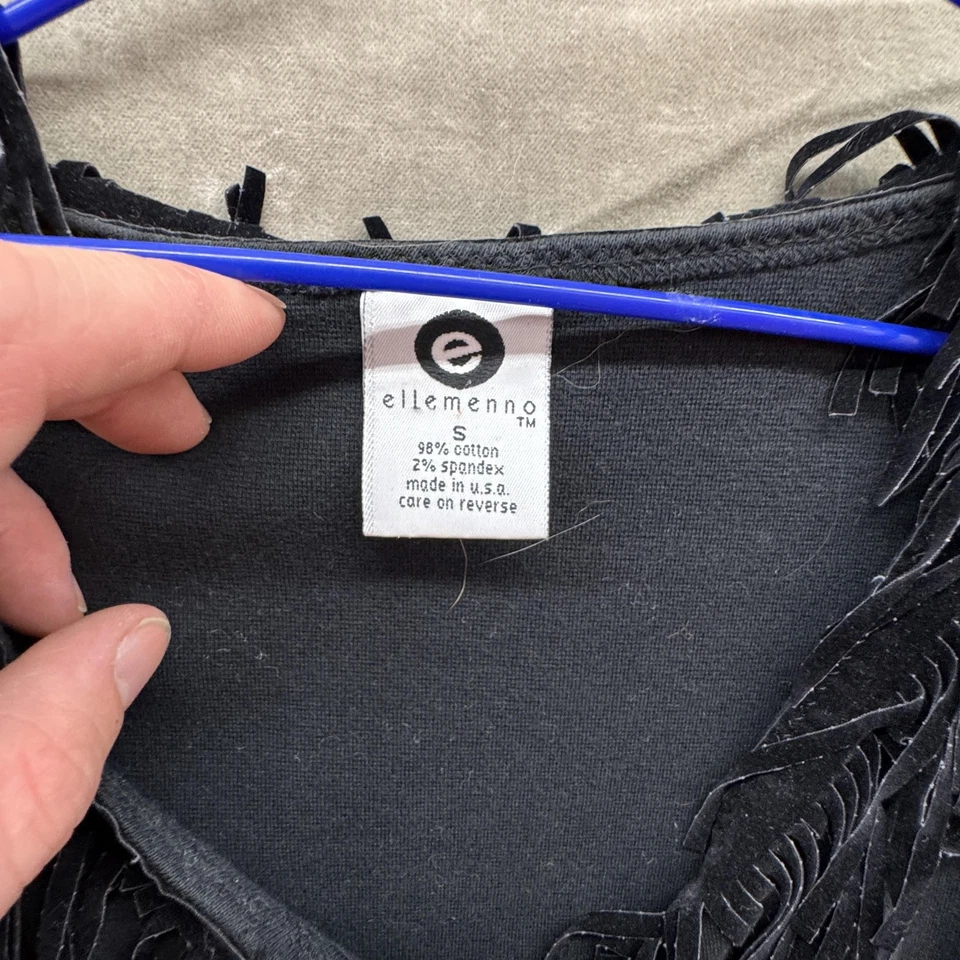 e
ellemenno
TM
S
98% cotton
2% spandex
made in u.s.a.
care on reverse